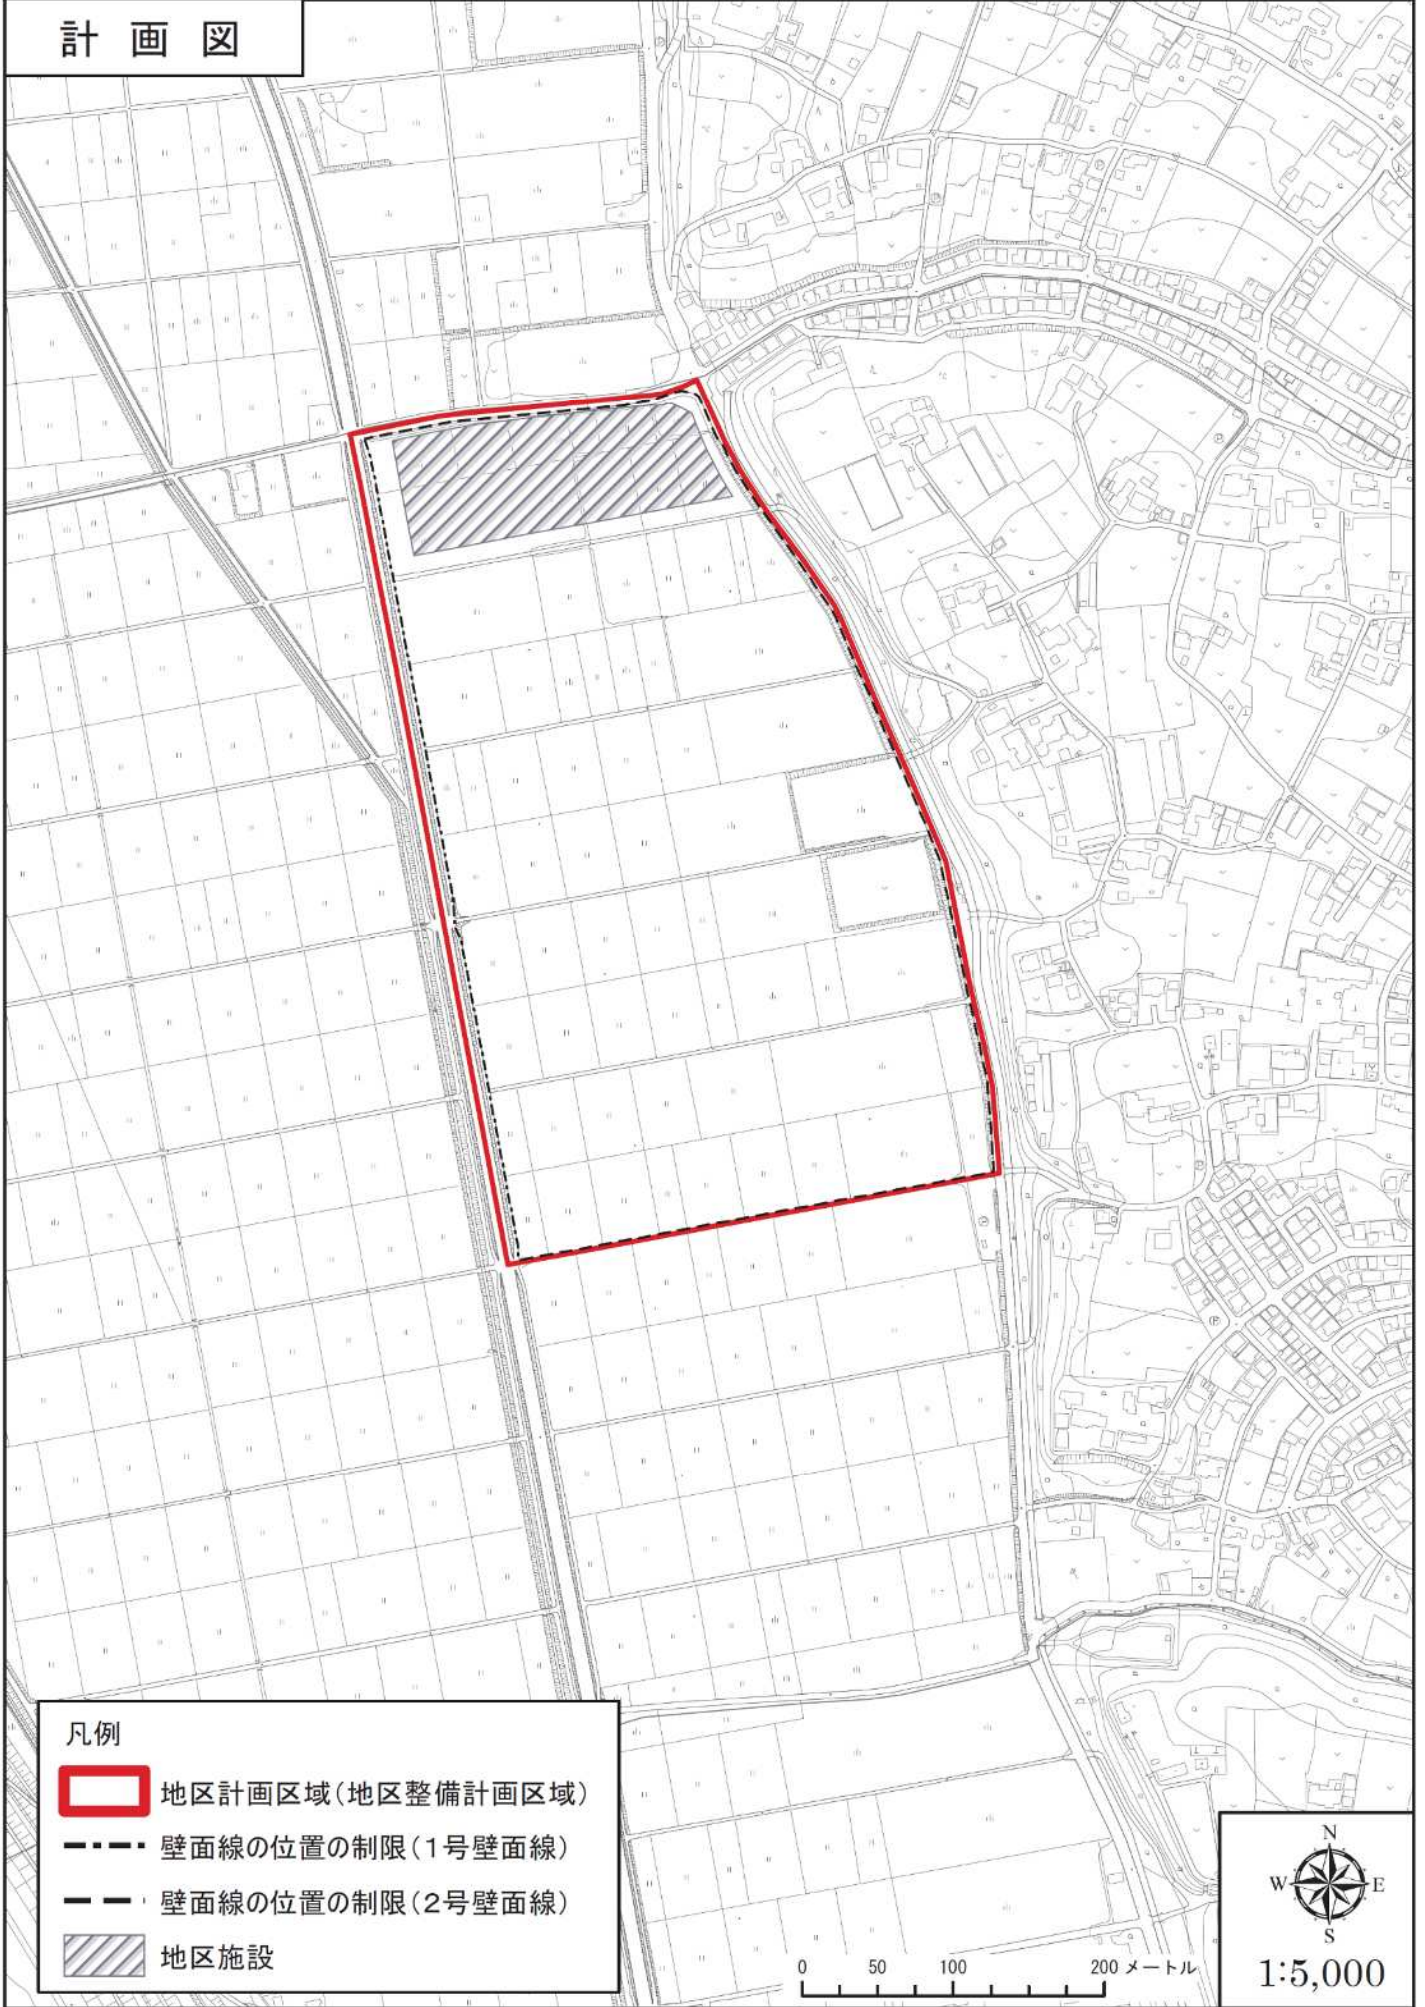 計画図
凡例
地区計画区域(地区整備計画区域)
壁面線の位置の制限(1号壁面線)
壁面線の位置の制限(2号壁面線)
地区施設
0 50 100 200 メートル
N
W E
S
1:5,000